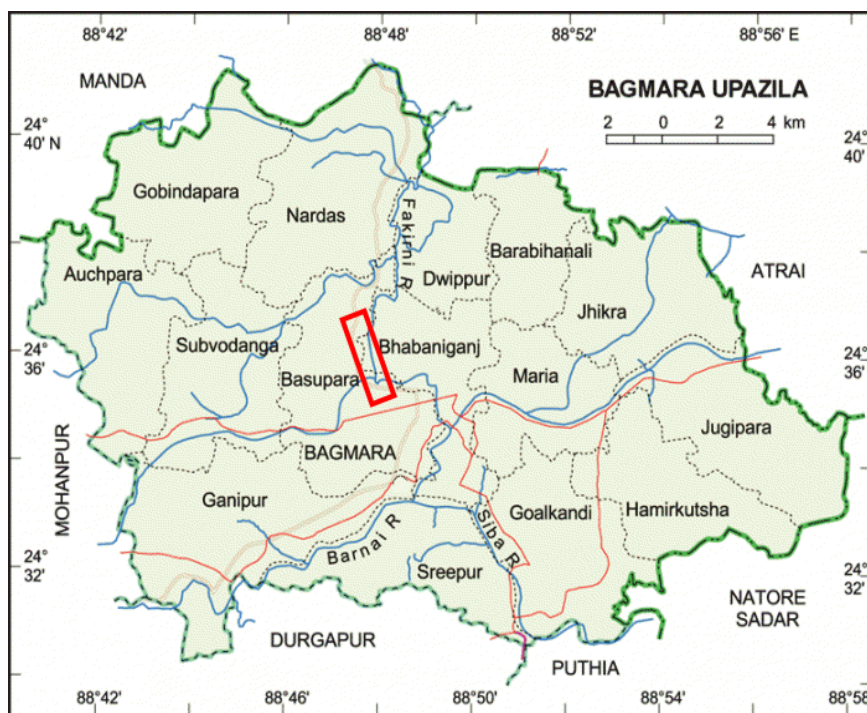 88°42' 88°48' 88°52' 88°56' E
MANDA
BAGMARA UPAZILA
2 0 2 4 km
24°
40' N
24°
40'
Gobindapara
Nardas
Fakirni R
Barabihanali
Auchpara
Dwippur
ATRAI
Jhikra
24°
36'
Subvodanga
Bhabaniganj
24°
36'
Basupara
Maria
Jugipara
BAGMARA
MOHANPUR
Ganipur
Goalkandi
Hamirkutsha
Siba R
Barnai R
24°
32'
Sreepur
24°
32'
NATORE
SADAR
DURGAPUR
PUTHIA
88°42' 88°46' 88°50' 88°54' 88°58'